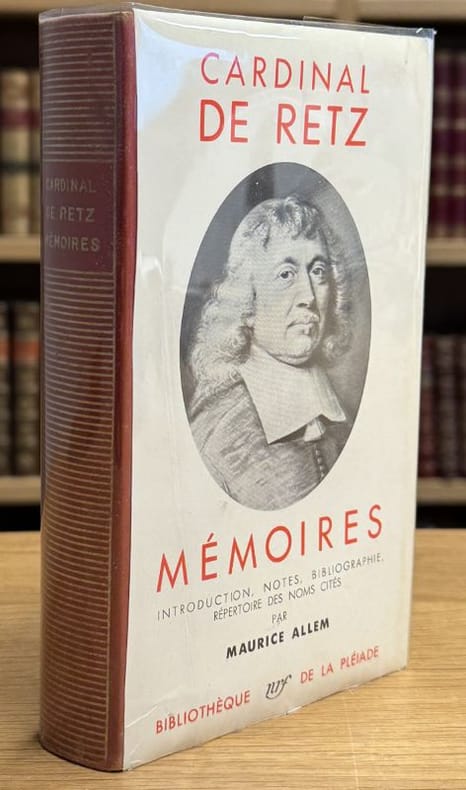 CARDINAL
DE RETZ
MÉMOIRES
CARDINAL
DE RETZ
MÉMOIRES
INTRODUCTION, NOTES, BIBLIOGRAPHIE,
RÉPERTOIRE DES NOMS CITÉS
PAR
MAURICE ALLEM
BIBLIOTHÈQUE nrf DE LA PLÉIADE